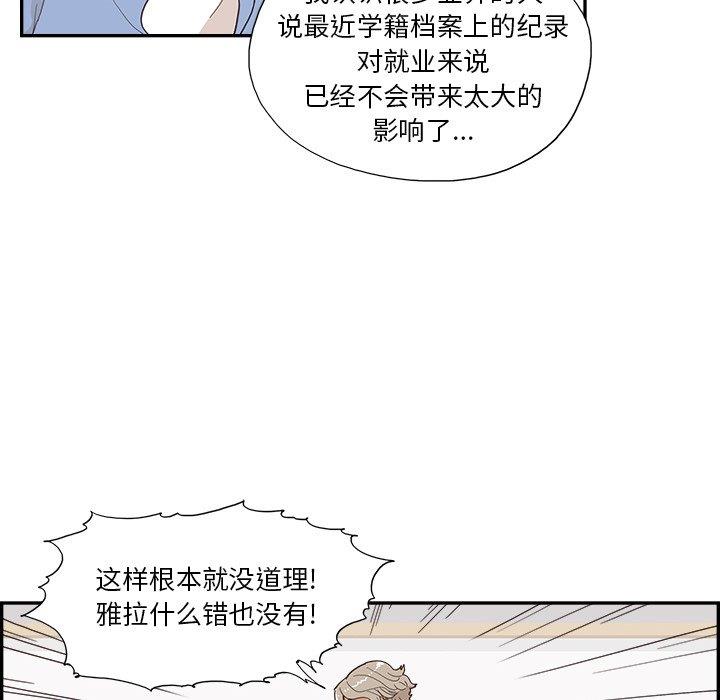 说最近学籍档案上的纪录
对就业来说
已经不会带来太大的
影响了...
这样根本就没道理!
雅拉什么错也没有!